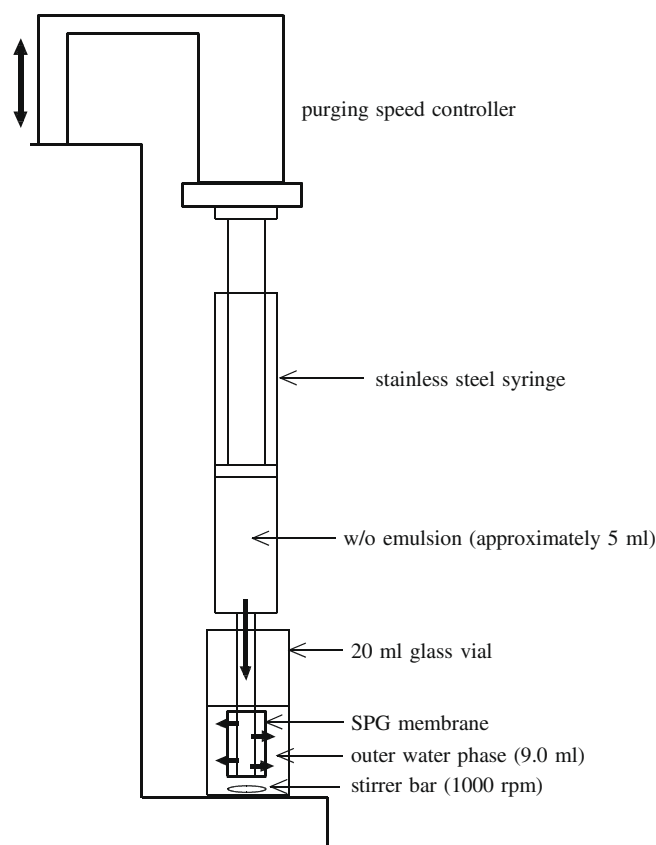 purging speed controller
stainless steel syringe
w/o emulsion (approximately 5 ml)
20 ml glass vial
SPG membrane
outer water phase (9.0 ml)
stirrer bar (1000 rpm)